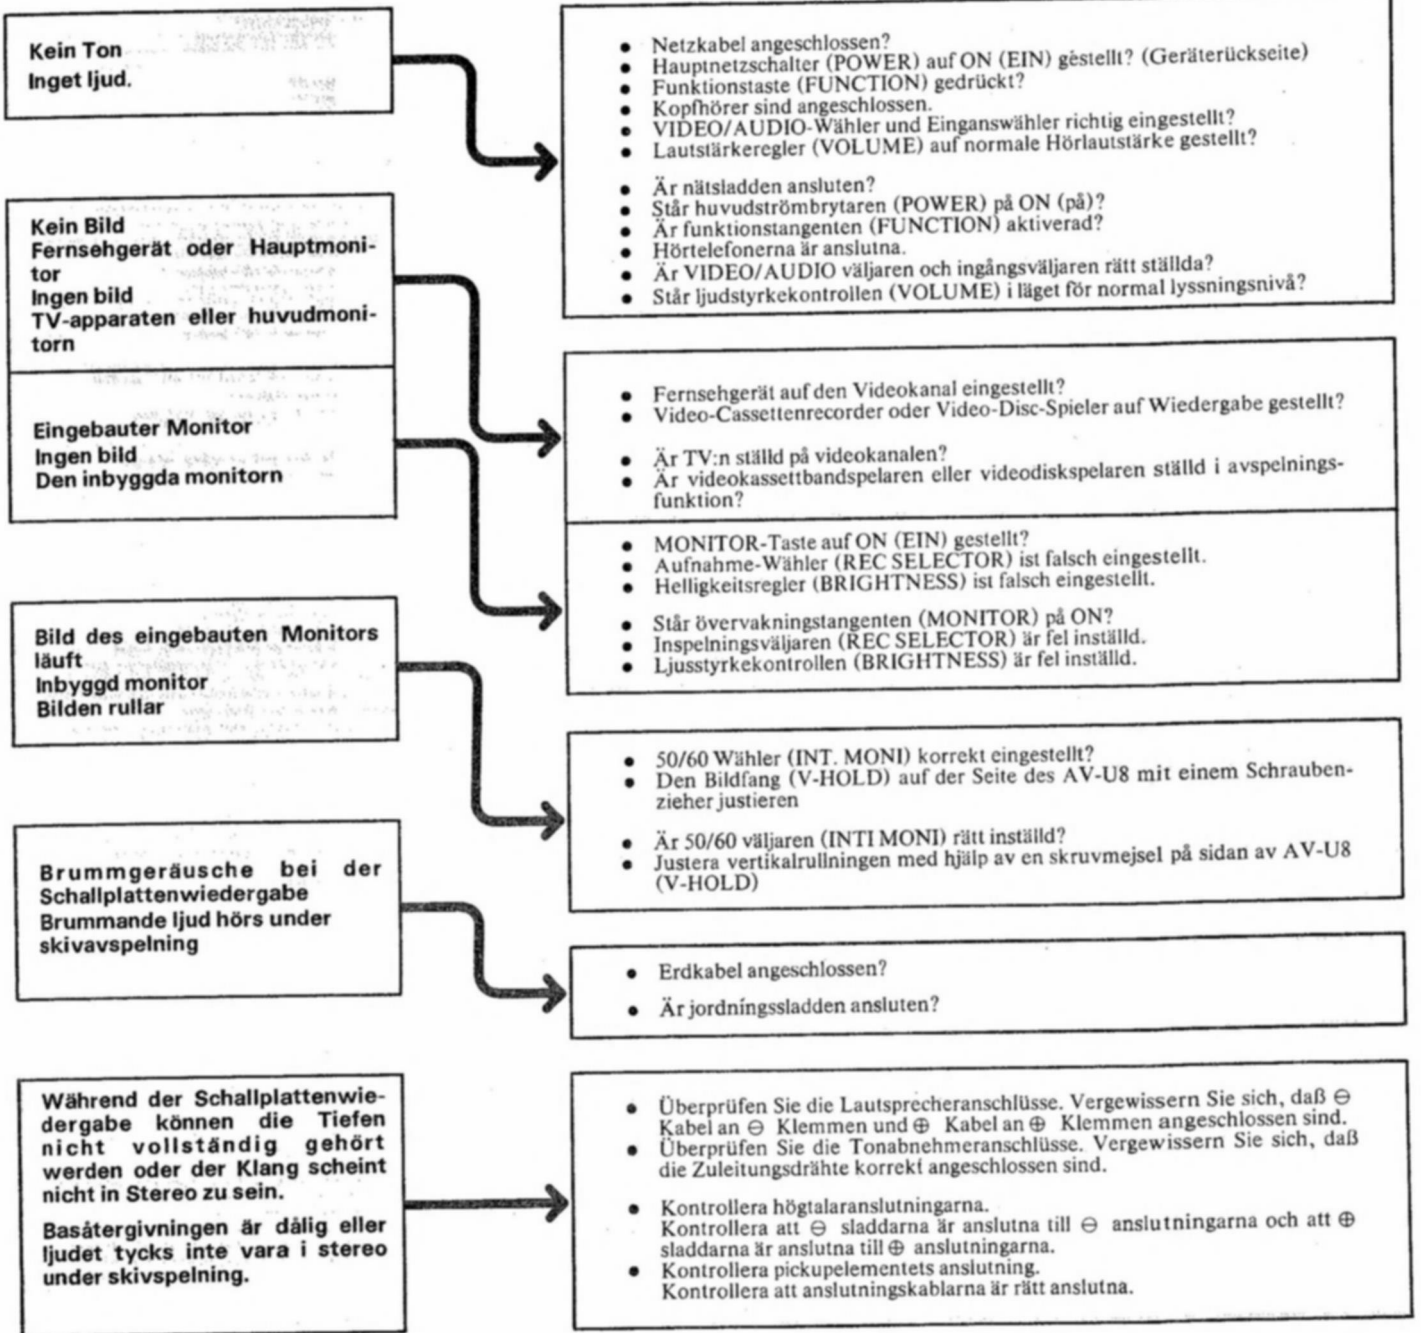 Kein Ton
Inget ljud.
● Netzkabel angeschlossen?
● Hauptnetzschalter (POWER) auf ON (EIN) gestellt? (Geräterückseite)
● Funktionstaste (FUNCTION) gedrückt?
● Kopfhörer sind angeschlossen.
● VIDEO/AUDIO-Wähler und Einganswähler richtig eingestellt?
● Lautstärkeregler (VOLUME) auf normale Hörlautstärke gestellt?
● Är nätsladden ansluten?
● Står huvudströmbrytaren (POWER) på ON (på)?
● Är funktionstangenten (FUNCTION) aktiverad?
● Hörtelefonerna är anslutna.
● Är VIDEO/AUDIO väljaren och ingångsväljaren rätt ställda?
● Står ljudstyrkekontrollen (VOLUME) i läget för normal lyssningsnivå?
Kein Bild
Fernsehgerät oder Hauptmoni-
tor
Ingen bild
TV-apparaten eller huvudmoni-
torn
● Fernsehgerät auf den Videokanal eingestellt?
● Video-Cassettenrecorder oder Video-Disc-Spieler auf Wiedergabe gestellt?
● Är TV:n ställd på videokanalen?
● Är videokassettbandspelaren eller videodiskspelaren ställd i avspelnings-
funktion?
Eingebauter Monitor
Ingen bild
Den inbyggda monitorn
● MONITOR-Taste auf ON (EIN) gestellt?
● Aufnahme-Wähler (REC SELECTOR) ist falsch eingestellt.
● Helligkeitsregler (BRIGHTNESS) ist falsch eingestellt.
● Står övervakningstangenten (MONITOR) på ON?
● Inspelningsväljaren (REC SELECTOR) är fel inställd.
● Ljusstyrkekontrollen (BRIGHTNESS) är fel inställd.
Bild des eingebauten Monitors
läuft
Inbyggd monitor
Bilden rullar
● 50/60 Wähler (INT. MONI) korrekt eingestellt?
● Den Bildfang (V-HOLD) auf der Seite des AV-U8 mit einem Schrauben-
zieher justieren
● Är 50/60 väljaren (INTI MONI) rätt inställd?
● Justera vertikalrullningen med hjälp av en skruvmejsel på sidan av AV-U8
(V-HOLD)
Brummgeräusche bei der
Schallplattenwiedergabe
Brummande ljud hörs under
skivavspelning
● Erdkabel angeschlossen?
● Är jordningssladden ansluten?
Während der Schallplattenwie-
dergabe können die Tiefen
nicht vollständig gehört
werden oder der Klang scheint
nicht in Stereo zu sein.
Basåtergivningen är dålig eller
ljudet tycks inte vara i stereo
under skivspelning.
● Überprüfen Sie die Lautsprecheranschlüsse. Vergewissern Sie sich, daß ⊖
Kabel an ⊖ Klemmen und ⊕ Kabel an ⊕ Klemmen angeschlossen sind.
● Überprüfen Sie die Tonabnehmeranschlüsse. Vergewissern Sie sich, daß
die Zuleitungsdrähte korrekt angeschlossen sind.
● Kontrollera högtalaranslutningarna.
Kontrollera att ⊖ sladdarna är anslutna till ⊖ anslutningarna och att ⊕
sladdarna är anslutna till ⊕ anslutningarna.
● Kontrollera pickupelementets anslutning.
Kontrollera att anslutningskablarna är rätt anslutna.